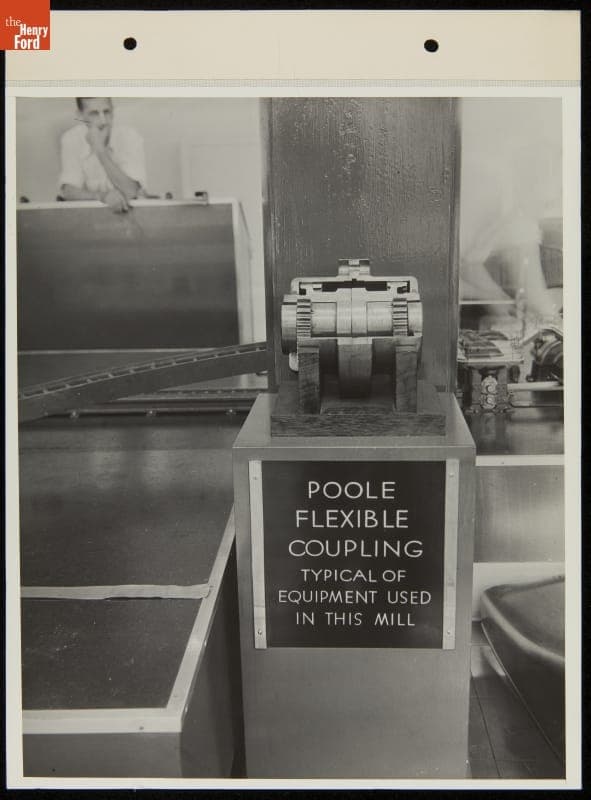 the
Henry
Ford
POOLE
FLEXIBLE
COUPLING
TYPICAL OF
EQUIPMENT USED
IN THIS MILL